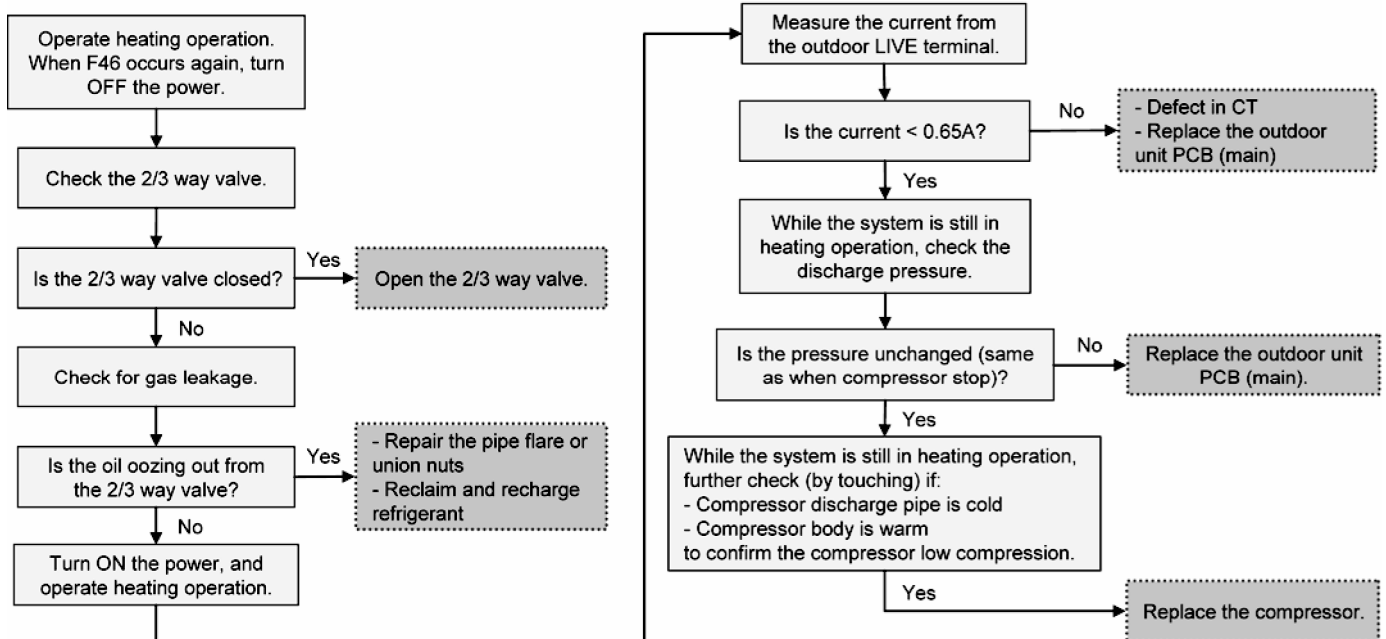 Operate heating operation.
When F46 occurs again, turn
OFF the power.
Check the 2/3 way valve.
Is the 2/3 way valve closed?
Yes
Open the 2/3 way valve.
No
Check for gas leakage.
Is the oil oozing out from
the 2/3 way valve?
Yes
- Repair the pipe flare or
union nuts
- Reclaim and recharge
refrigerant
No
Turn ON the power, and
operate heating operation.
Measure the current from
the outdoor LIVE terminal.
Is the current < 0.65A?
No
- Defect in CT
- Replace the outdoor
unit PCB (main)
Yes
While the system is still in
heating operation, check the
discharge pressure.
Is the pressure unchanged (same
as when compressor stop)?
No
Replace the outdoor unit
PCB (main).
Yes
While the system is still in heating operation,
further check (by touching) if:
- Compressor discharge pipe is cold
- Compressor body is warm
to confirm the compressor low compression.
Yes
Replace the compressor.